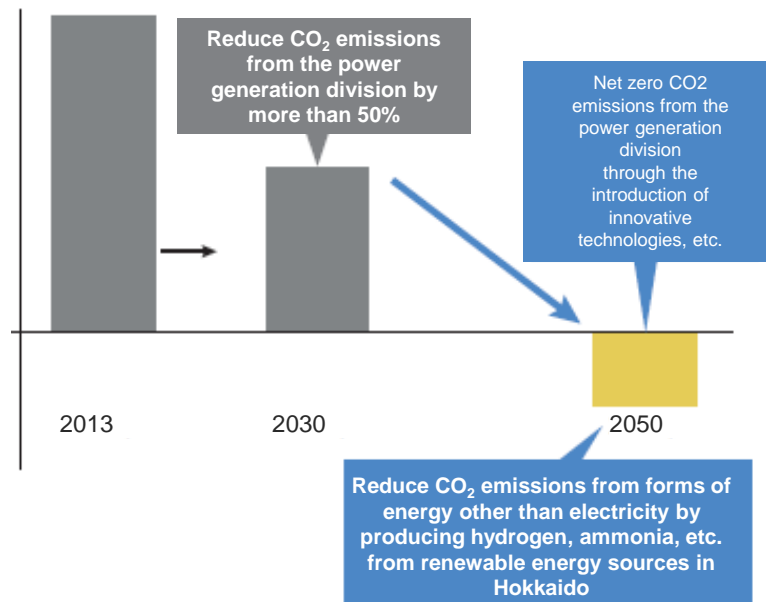 Reduce CO₂ emissions
from the power
generation division by
more than 50%
Net zero CO2
emissions from the
power generation
division
through the
introduction of
innovative
technologies, etc.
2013
2030
2050
Reduce CO₂ emissions from forms of
energy other than electricity by
producing hydrogen, ammonia, etc.
from renewable energy sources in
Hokkaido